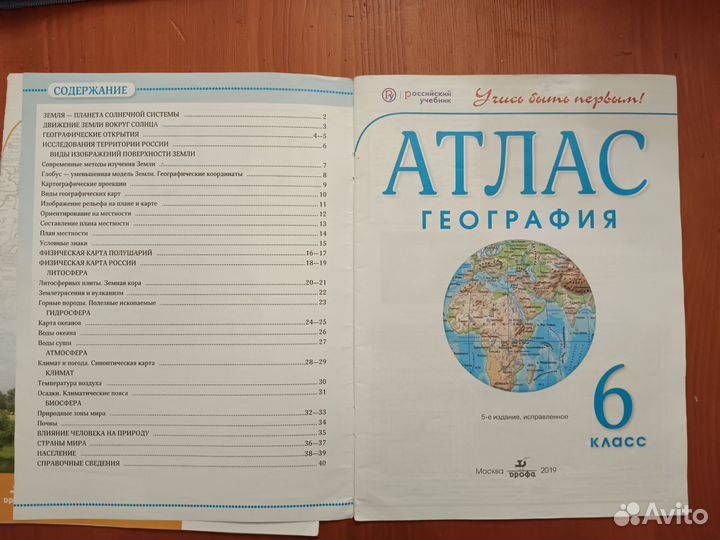 СОДЕРЖАНИЕ
ЗЕМЛЯ — ПЛАНЕТА СОЛНЕЧНОЙ СИСТЕМЫ 2
ДВИЖЕНИЕ ЗЕМЛИ ВОКРУГ СОЛНЦА 3
ГЕОГРАФИЧЕСКИЕ ОТКРЫТИЯ 4—5
ИССЛЕДОВАНИЯ ТЕРРИТОРИИ РОССИИ 6
ВИДЫ ИЗОБРАЖЕНИЙ ПОВЕРХНОСТИ ЗЕМЛИ
Современные методы изучения Земли 7
Глобус — уменьшенная модель Земли. Географические координаты 8
Картографические проекции 9
Виды географических карт 10
Изображение рельефа на плане и карте 11
Ориентирование на местности 12
Составление плана местности 13
План местности 14
Условные знаки 15
ФИЗИЧЕСКАЯ КАРТА ПОЛУШАРИЙ 16—17
ФИЗИЧЕСКАЯ КАРТА РОССИИ 18—19
ЛИТОСФЕРА
Литосферные плиты. Земная кора 20—21
Землетрясения и вулканизм 22
Горные породы. Полезные ископаемые 23
ГИДРОСФЕРА
Карта океанов 24—25
Воды океана 26
Воды суши 27
АТМОСФЕРА
Климат и погода. Синоптическая карта 28—29
КЛИМАТ
Температура воздуха 30
Осадки. Климатические пояса 31
БИОСФЕРА
Природные зоны мира 32—33
Почвы 34
ВЛИЯНИЕ ЧЕЛОВЕКА НА ПРИРОДУ 35
СТРАНЫ МИРА 36—37
НАСЕЛЕНИЕ 38—39
СПРАВОЧНЫЕ СВЕДЕНИЯ 40
российский
учебник
Учись быть первым!
АТЛАС
ГЕОГРАФИЯ
5-е издание, исправленное
6
КЛАСС
Москва дрофа 2019
Avito